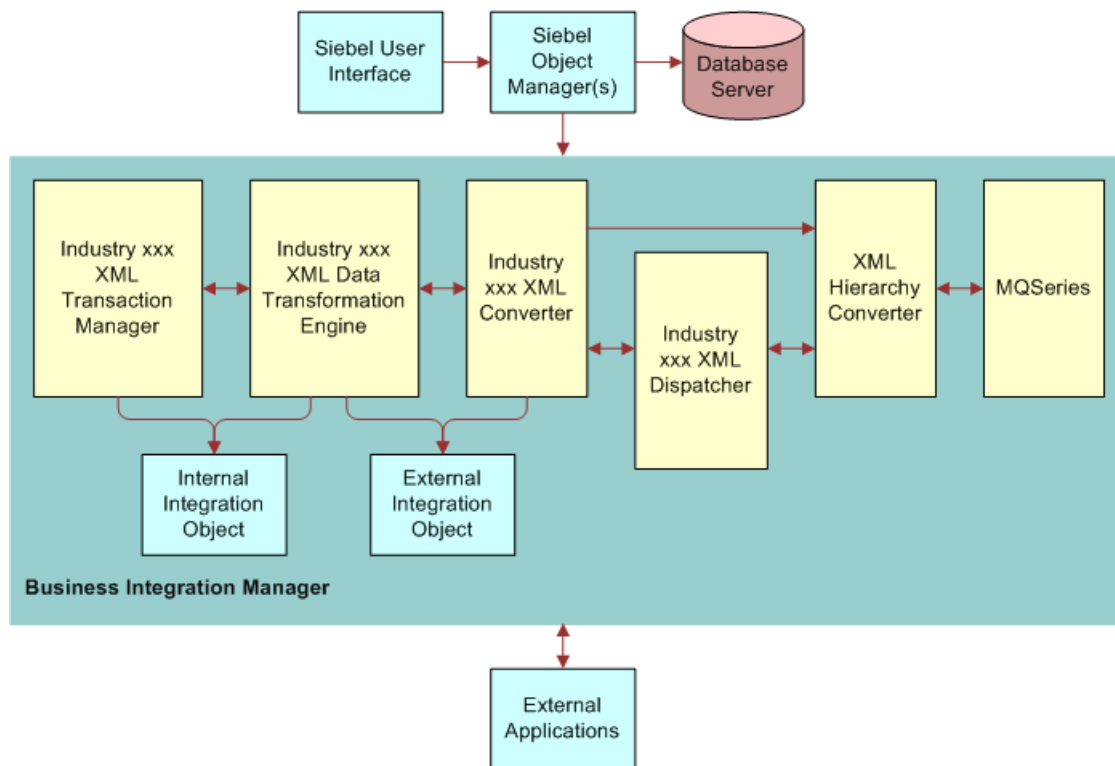 Siebel User
Interface
Siebel
Object
Manager(s)
Database
Server
Industry xxx
XML
Transaction
Manager
Industry xxx
XML Data
Transformation
Engine
Industry
xxx XML
Converter
Industry
xxx XML
Dispatcher
XML
Hierarchy
Converter
MQSeries
Internal
Integration
Object
External
Integration
Object
Business Integration Manager
External
Applications